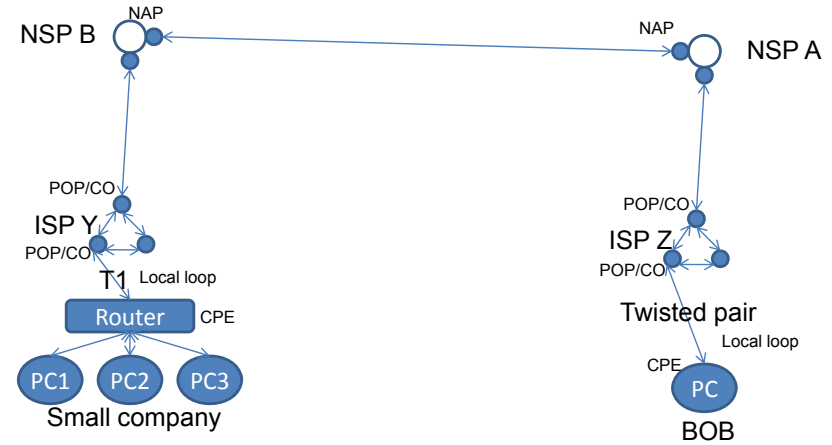 NAP
NSP B
NAP
NSP A
POP/CO
ISP Y
POP/CO
T1
Local loop
Router
CPE
PC1
PC2
PC3
Small company
POP/CO
ISP Z
POP/CO
Twisted pair
Local loop
CPE
PC
BOB